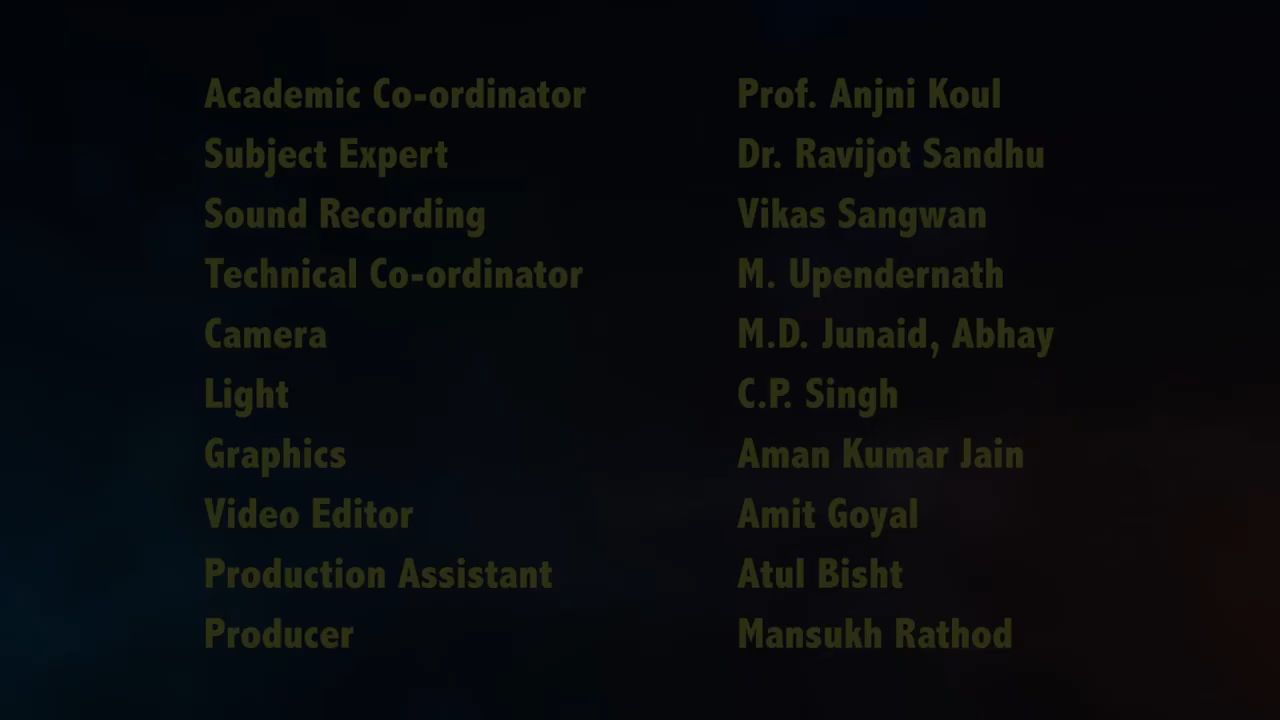 Academic Co-ordinator Prof. Anjni Koul
Subject Expert Dr. Ravijot Sandhu
Sound Recording Vikas Sangwan
Technical Co-ordinator M. Upendernath
Camera M.D. Junaid, Abhay
Light C.P. Singh
Graphics Aman Kumar Jain
Video Editor Amit Goyal
Production Assistant Atul Bisht
Producer Mansukh Rathod